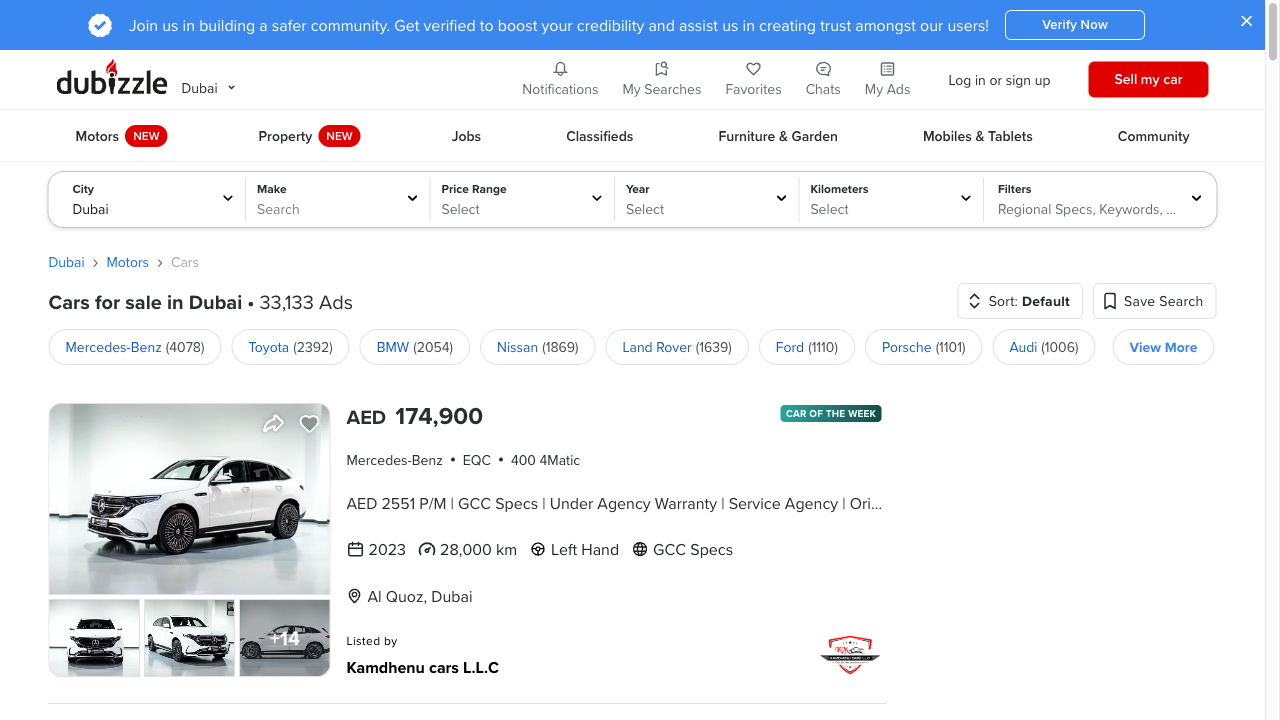 Join us in building a safer community. Get verified to boost your credibility and assist us in creating trust amongst our users!
Verify Now
dubizzle
Dubai
Notifications
My Searches
Favorites
Chats
My Ads
Log in or sign up
Sell my car
Motors NEW
Property NEW
Jobs
Classifieds
Furniture & Garden
Mobiles & Tablets
Community
City
Dubai
Make
Search
Price Range
Select
Year
Select
Kilometers
Select
Filters
Regional Specs, Keywords, ...
Dubai > Motors > Cars
Cars for sale in Dubai • 33,133 Ads
Sort: Default
Save Search
Mercedes-Benz (4078)
Toyota (2392)
BMW (2054)
Nissan (1869)
Land Rover (1639)
Ford (1110)
Porsche (1101)
Audi (1006)
View More
AED 174,900
CAR OF THE WEEK
Mercedes-Benz • EQC • 400 4Matic
AED 2551 P/M | GCC Specs | Under Agency Warranty | Service Agency | Ori...
2023
28,000 km
Left Hand
GCC Specs
Al Quoz, Dubai
+14
Listed by
Kamdhenu cars L.L.C